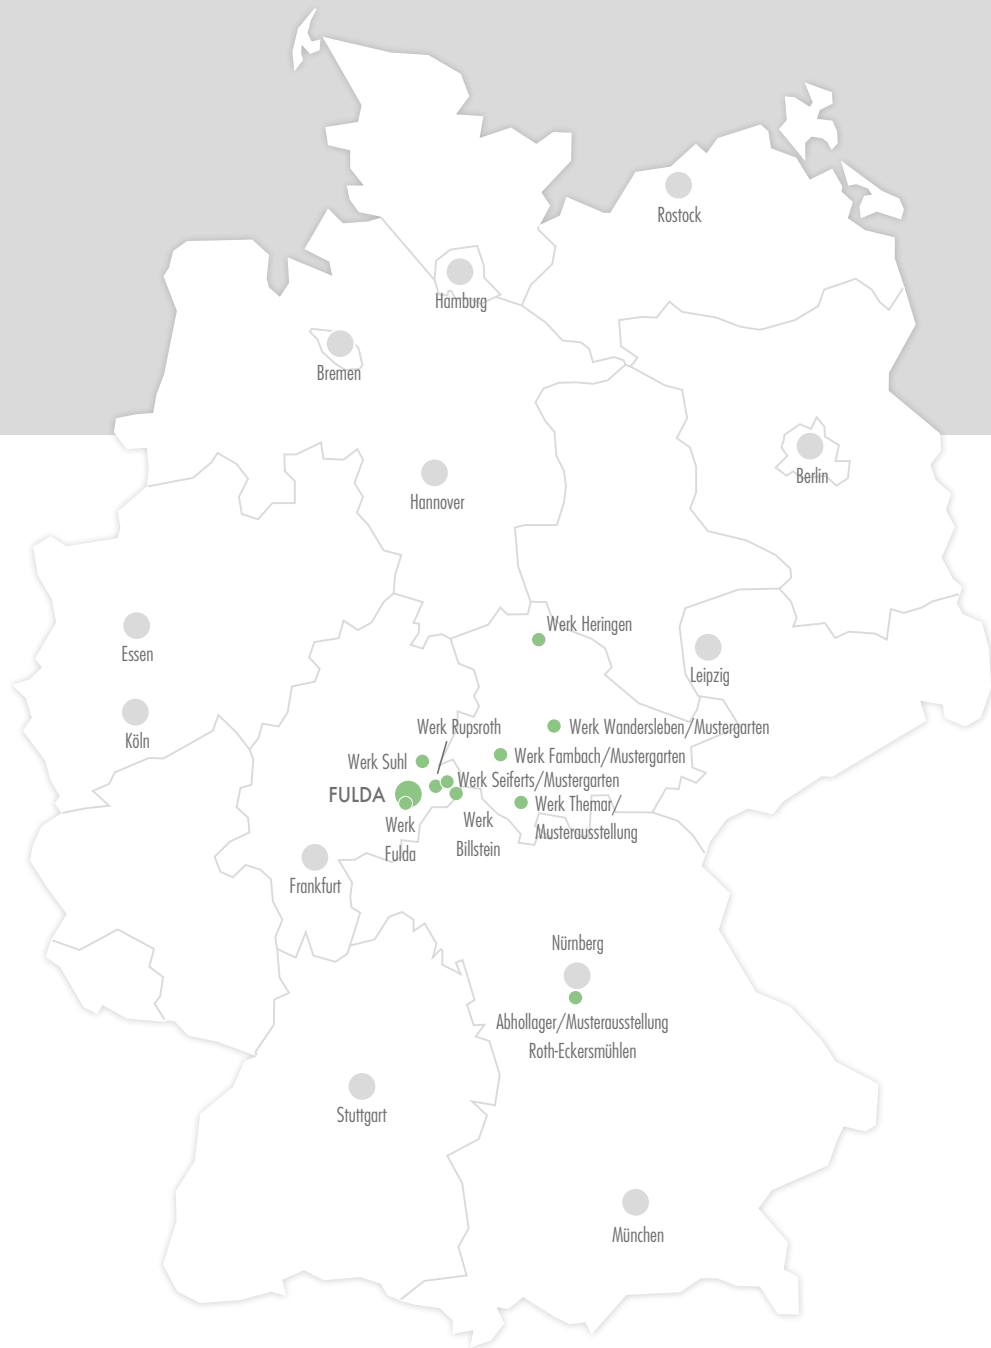 Rostock
Hamburg
Bremen
Berlin
Hannover
Werk Heringen
Essen
Leipzig
Köln
Werk Rupsroth
Werk Wandersleben/Mustergarten
Werk Fambach/Mustergarten
Werk Suhl
Werk Seiferts/Mustergarten
FULDA
Werk Themar/
Musterausstellung
Werk
Billstein
Werk
Fulda
Frankfurt
Nürnberg
Abhollager/Musterausstellung
Roth-Eckersmühlen
Stuttgart
München